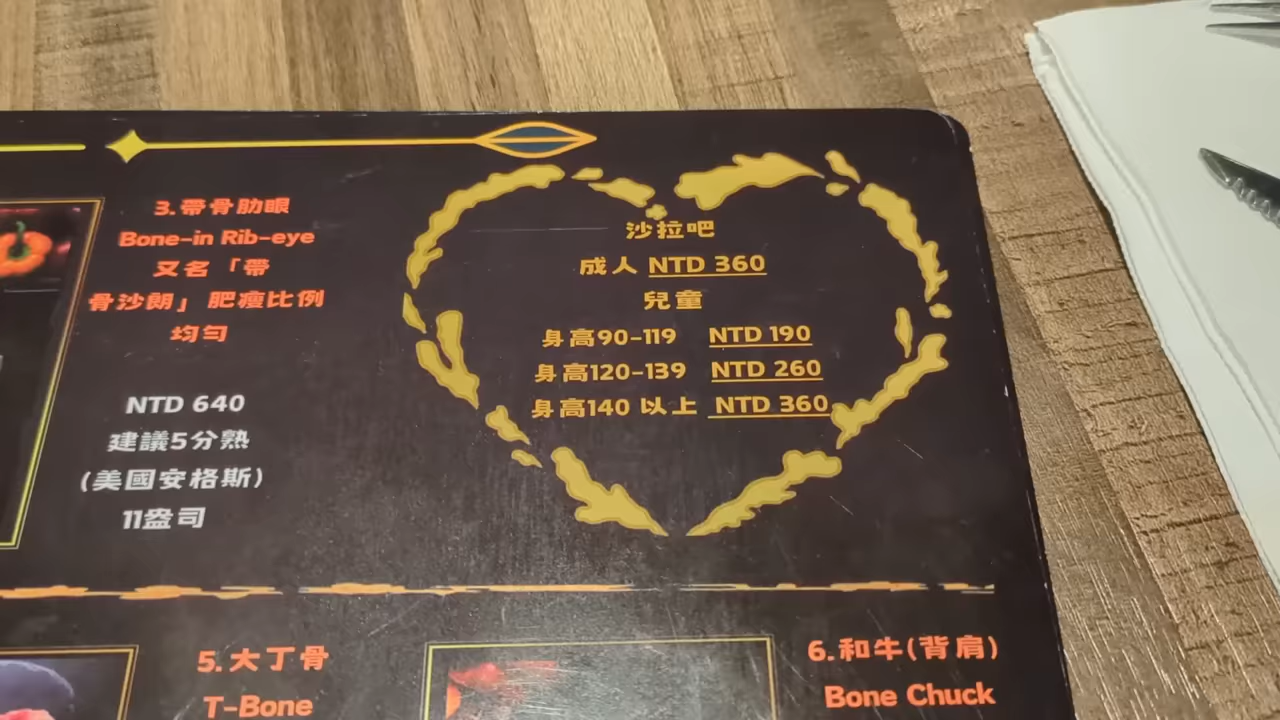 3.帶骨肋眼
Bone-in Rib-eye
又名「帶
骨沙朗」肥瘦比例
均勻
NTD 640
建議5分熟
(美國安格斯)
11盎司
沙拉吧
成人 NTD 360
兒童
身高90-119 NTD 190
身高120-139 NTD 260
身高140 以上 NTD 360
5.大丁骨
T-Bone
6.和牛(背肩)
Bone Chuck